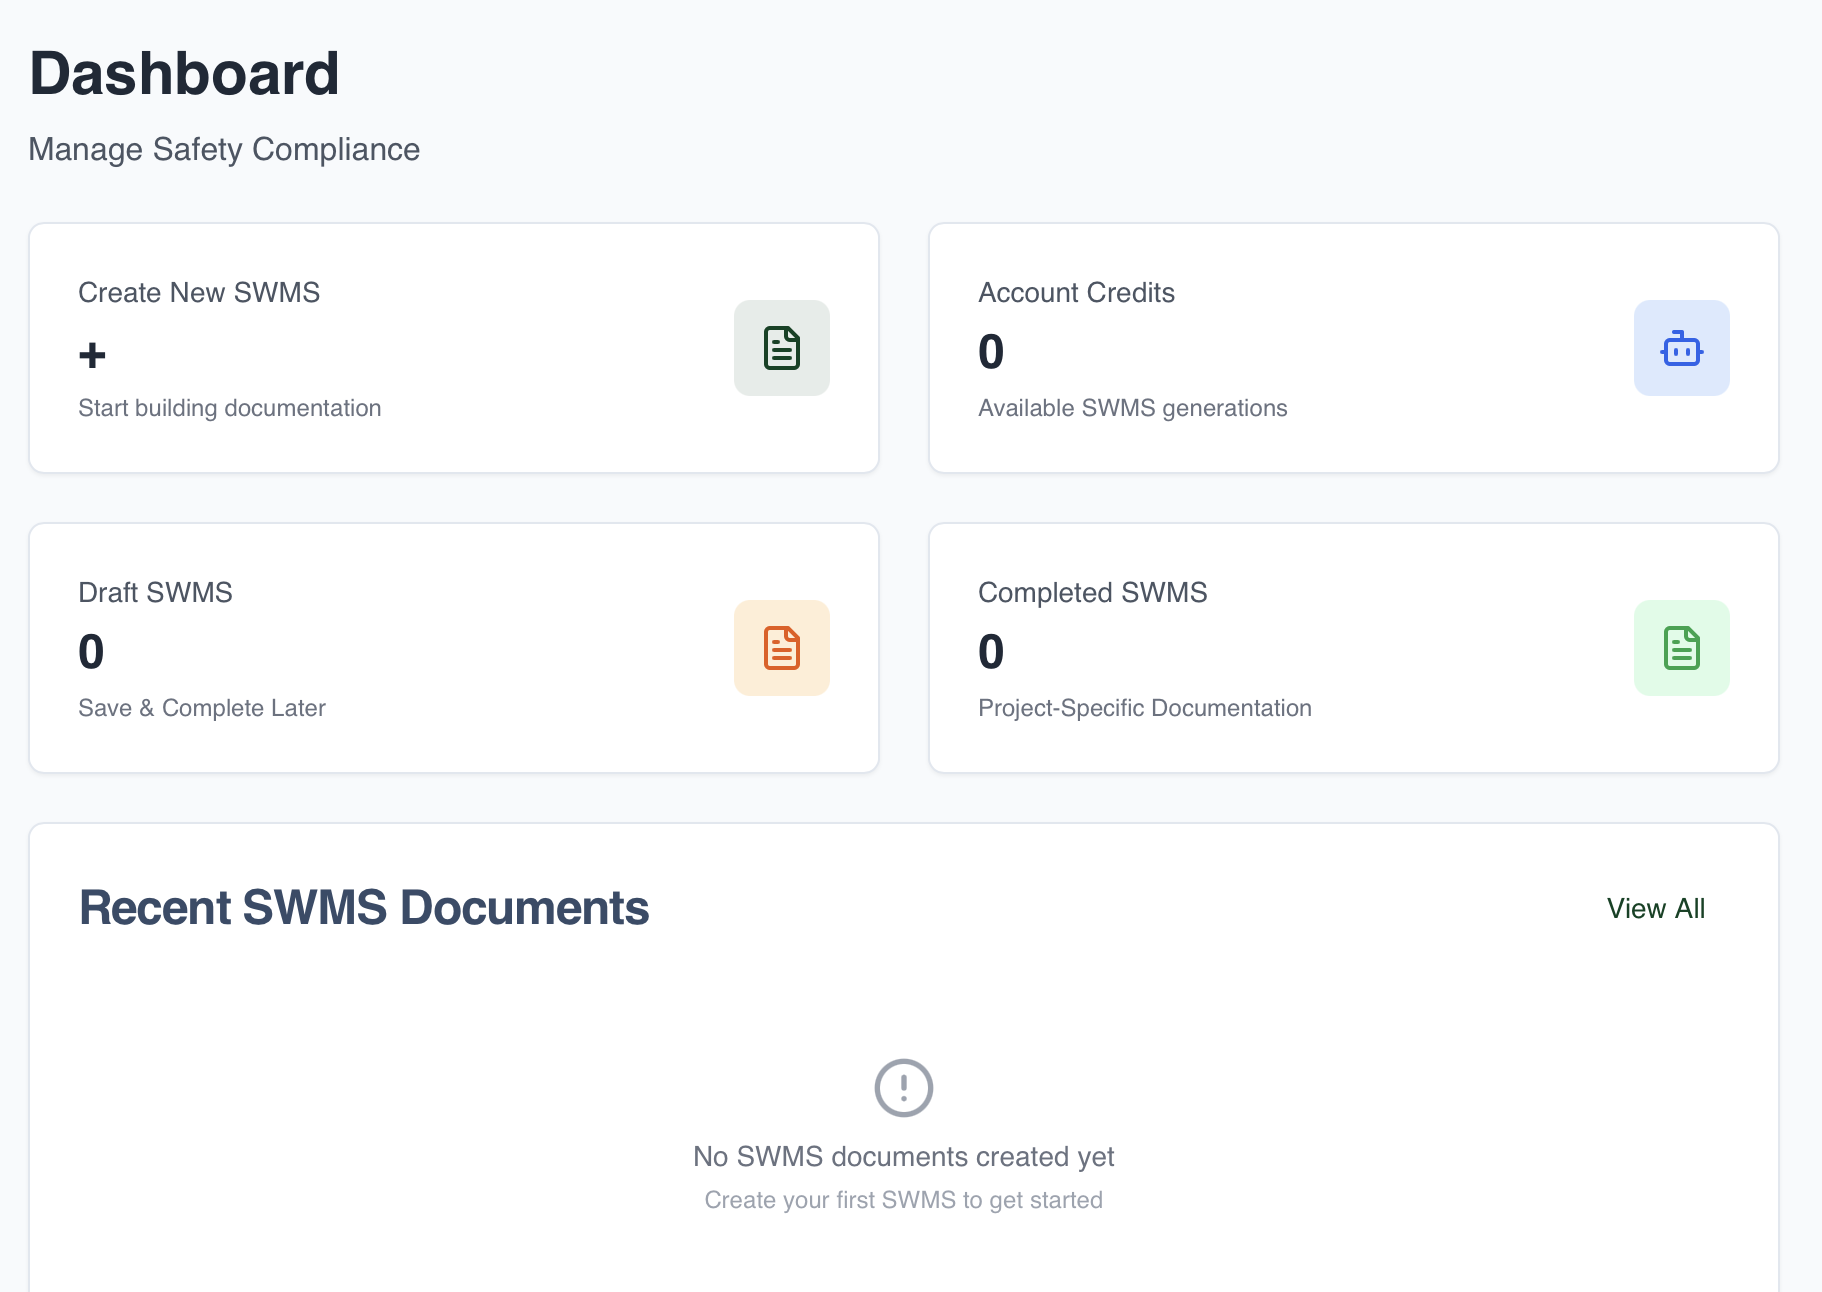 Dashboard
Manage Safety Compliance
Create New SWMS
+
Start building documentation
Account Credits
0
Available SWMS generations
Draft SWMS
0
Save & Complete Later
Completed SWMS
0
Project-Specific Documentation
Recent SWMS Documents
View All
No SWMS documents created yet
Create your first SWMS to get started